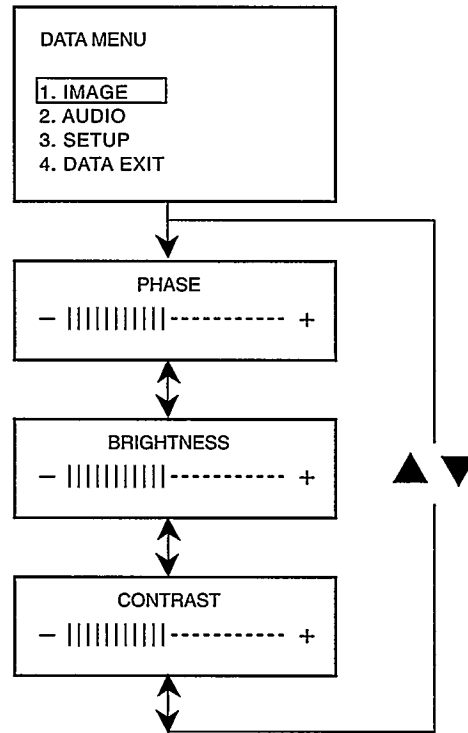 DATA MENU
1. IMAGE
2. AUDIO
3. SETUP
4. DATA EXIT
PHASE
– |||||||||||----------- +
BRIGHTNESS
– |||||||||||----------- +
▲ ▼
CONTRAST
– |||||||||||----------- +